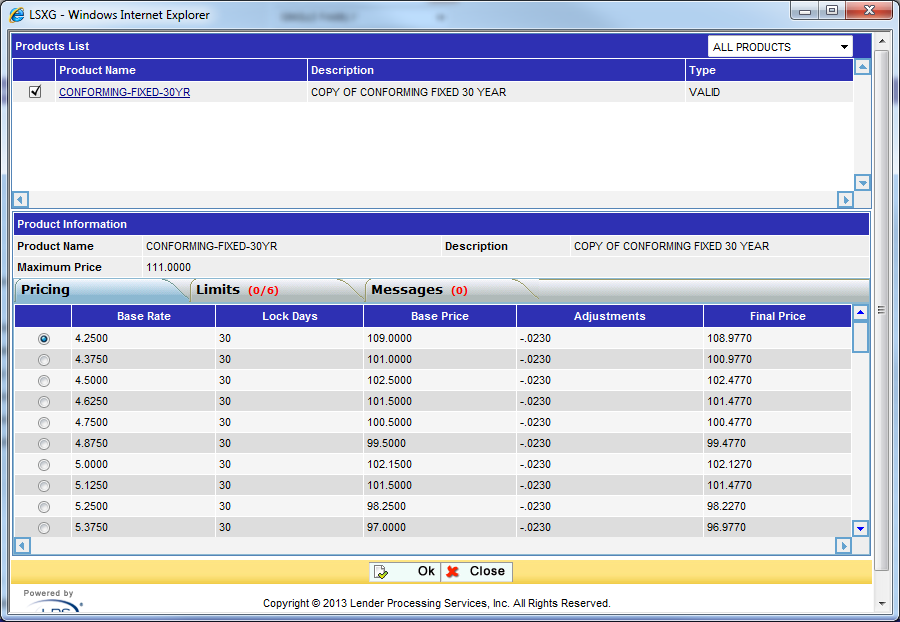 LSXG - Windows Internet Explorer
Products List ALL PRODUCTS
Product Name Description Type
CONFORMING-FIXED-30YR COPY OF CONFORMING FIXED 30 YEAR VALID
Product Information
Product Name CONFORMING-FIXED-30YR Description COPY OF CONFORMING FIXED 30 YEAR
Maximum Price 111.0000
Pricing Limits (0/6) Messages (0)
Base Rate Lock Days Base Price Adjustments Final Price
4.2500 30 109.0000 -.0230 108.9770
4.3750 30 101.0000 -.0230 100.9770
4.5000 30 102.5000 -.0230 102.4770
4.6250 30 101.5000 -.0230 101.4770
4.7500 30 100.5000 -.0230 100.4770
4.8750 30 99.5000 -.0230 99.4770
5.0000 30 102.1500 -.0230 102.1270
5.1250 30 101.5000 -.0230 101.4770
5.2500 30 98.2500 -.0230 98.2270
5.3750 30 97.0000 -.0230 96.9770
Ok Close
Powered by
Copyright © 2013 Lender Processing Services, Inc. All Rights Reserved.